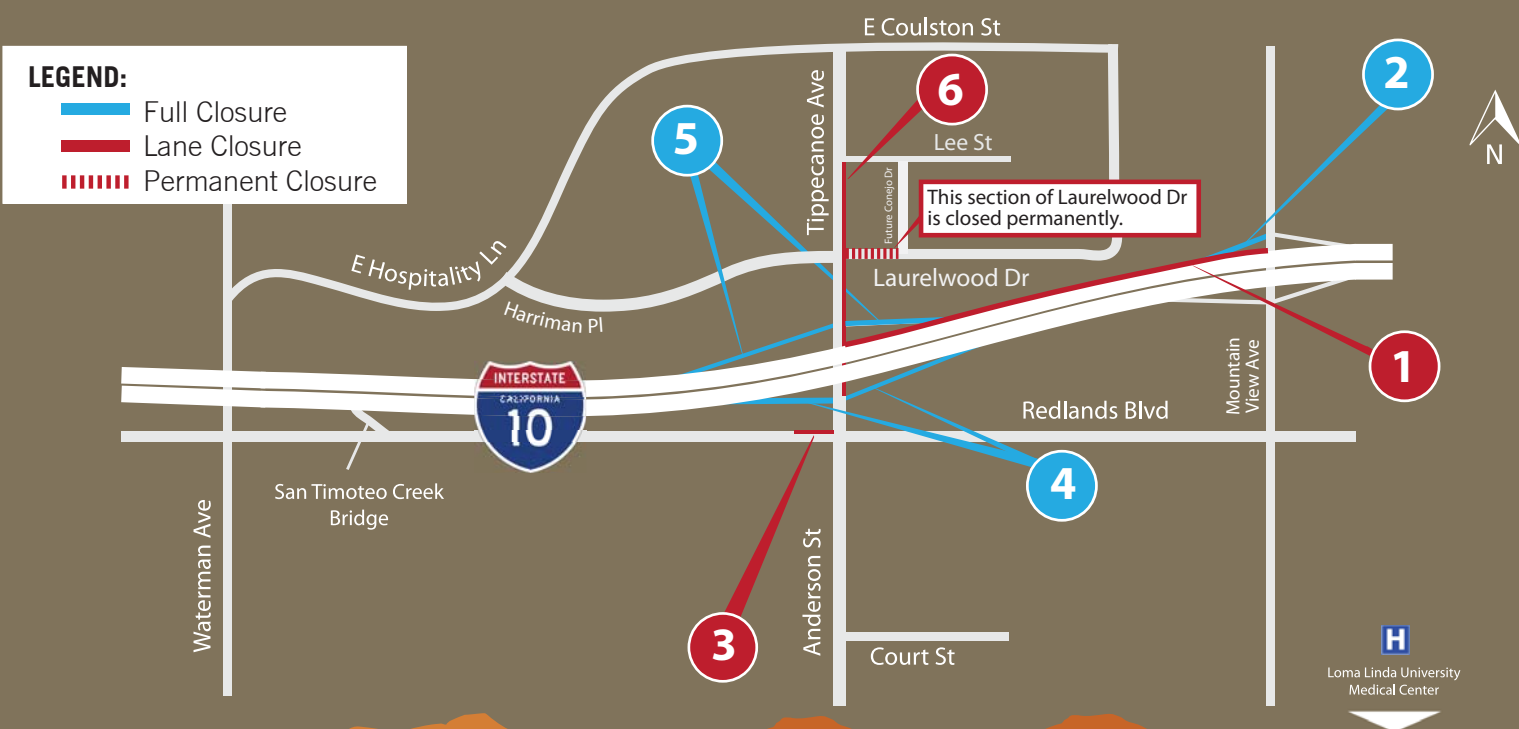 LEGEND:
Full Closure
Lane Closure
Permanent Closure
E Coulston St
Tippecanoe Ave
6
2
5
Lee St
N
Future Conejo Dr
This section of Laurelwood Dr
is closed permanently.
E Hospitality Ln
Laurelwood Dr
Harriman Pl
INTERSTATE
CALIFORNIA
10
Mountain
View Ave
1
Redlands Blvd
San Timoteo Creek
Bridge
4
Waterman Ave
Anderson St
3
Court St
H
Loma Linda University
Medical Center